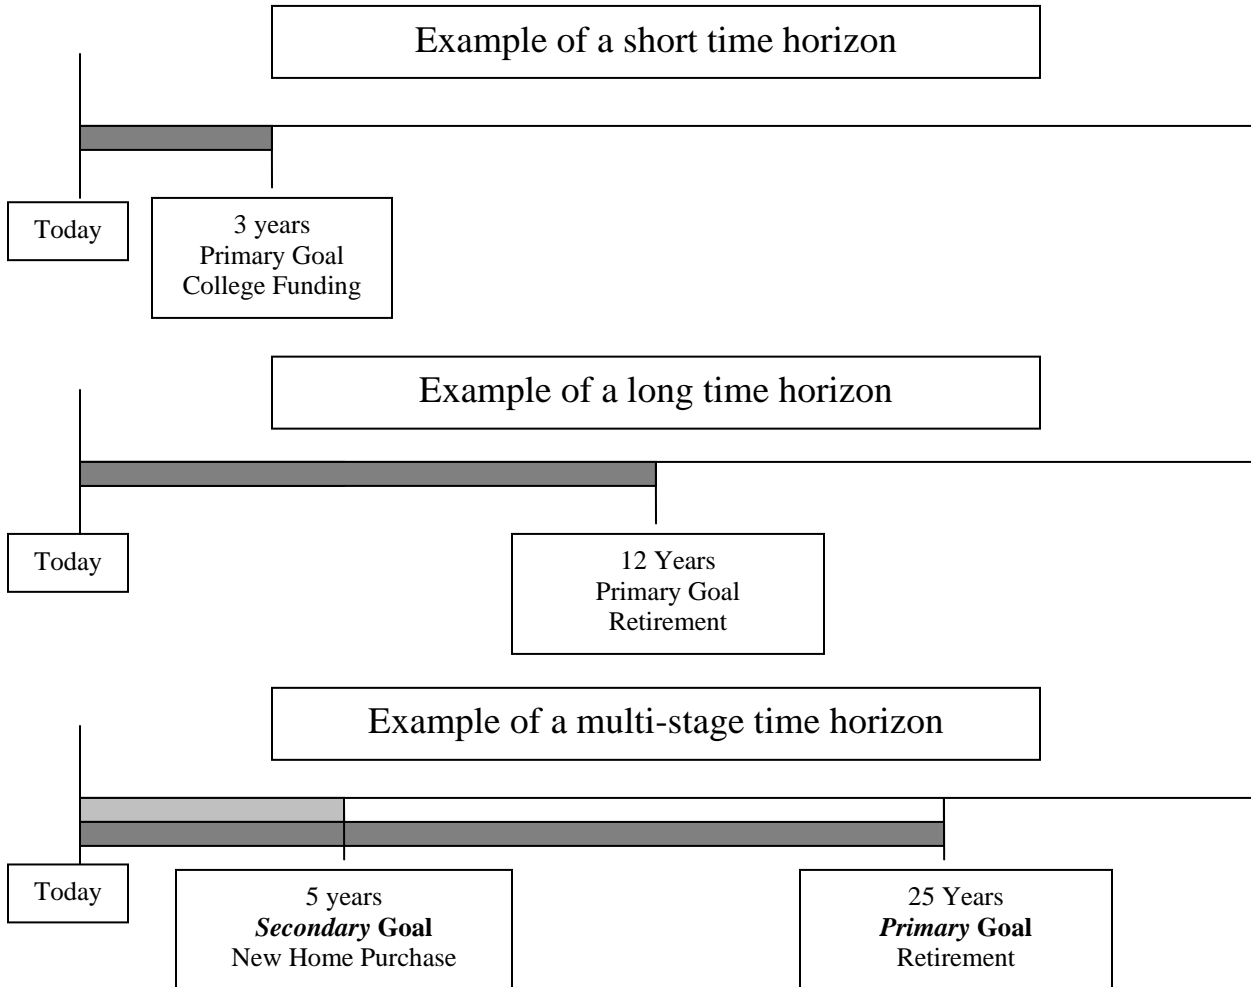 Example of a short time horizon
Today
3 years
Primary Goal
College Funding
Example of a long time horizon
Today
12 Years
Primary Goal
Retirement
Example of a multi-stage time horizon
Today
5 years
Secondary Goal
New Home Purchase
25 Years
Primary Goal
Retirement